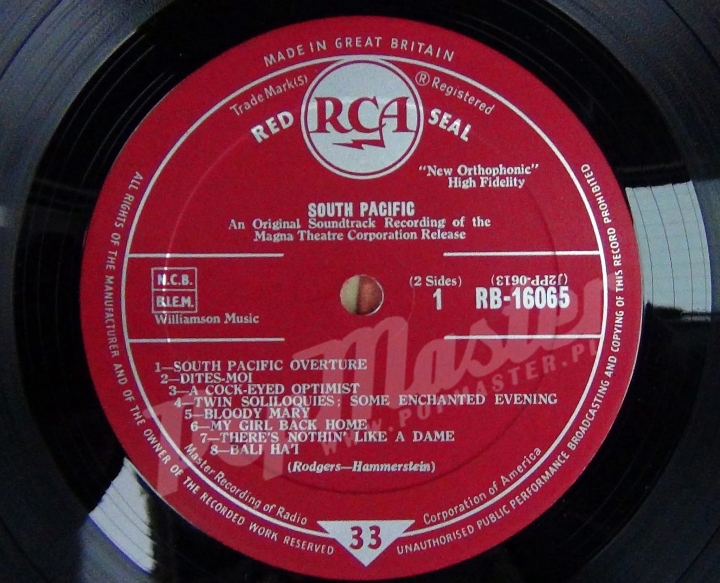 MADE IN GREAT BRITAIN
Trade Mark(s) ® Registered
RED RCA SEAL
"New Orthophonic"
High Fidelity
SOUTH PACIFIC
An Original Soundtrack Recording of the
Magna Theatre Corporation Release
N.C.B.
B.I.E.M.
Williamson Music
(2 Sides)
1
(J2PP-0613)
RB-16065
1—SOUTH PACIFIC OVERTURE
2—DITES-MOI
3—A COCK-EYED OPTIMIST
4—TWIN SOLILOQUIES; SOME ENCHANTED EVENING
5—BLOODY MARY
6—MY GIRL BACK HOME
7—THERE'S NOTHIN' LIKE A DAME
8—BALI HA'I
(Rodgers—Hammerstein)
Master Recording of Radio Corporation of America
33
ALL RIGHTS OF THE MANUFACTURER AND OF THE OWNER OF THE RECORDED WORK RESERVED
UNAUTHORISED PUBLIC PERFORMANCE BROADCASTING AND COPYING OF THIS RECORD PROHIBITED
Pop Master
WWW.POPMASTER.PL